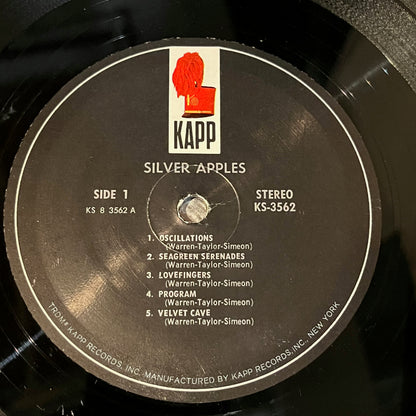 KAPP
SILVER APPLES
SIDE 1
KS 8 3562 A
STEREO
KS-3562
1. OSCILLATIONS
(Warren-Taylor-Simeon)
2. SEAGREEN SERENADES
(Warren-Taylor-Simeon)
3. LOVEFINGERS
(Warren-Taylor-Simeon)
4. PROGRAM
(Warren-Taylor-Simeon)
5. VELVET CAVE
(Warren-Taylor-Simeon)
TRDMK KAPP RECORDS, INC. MANUFACTURED BY KAPP RECORDS, INC., NEW YORK